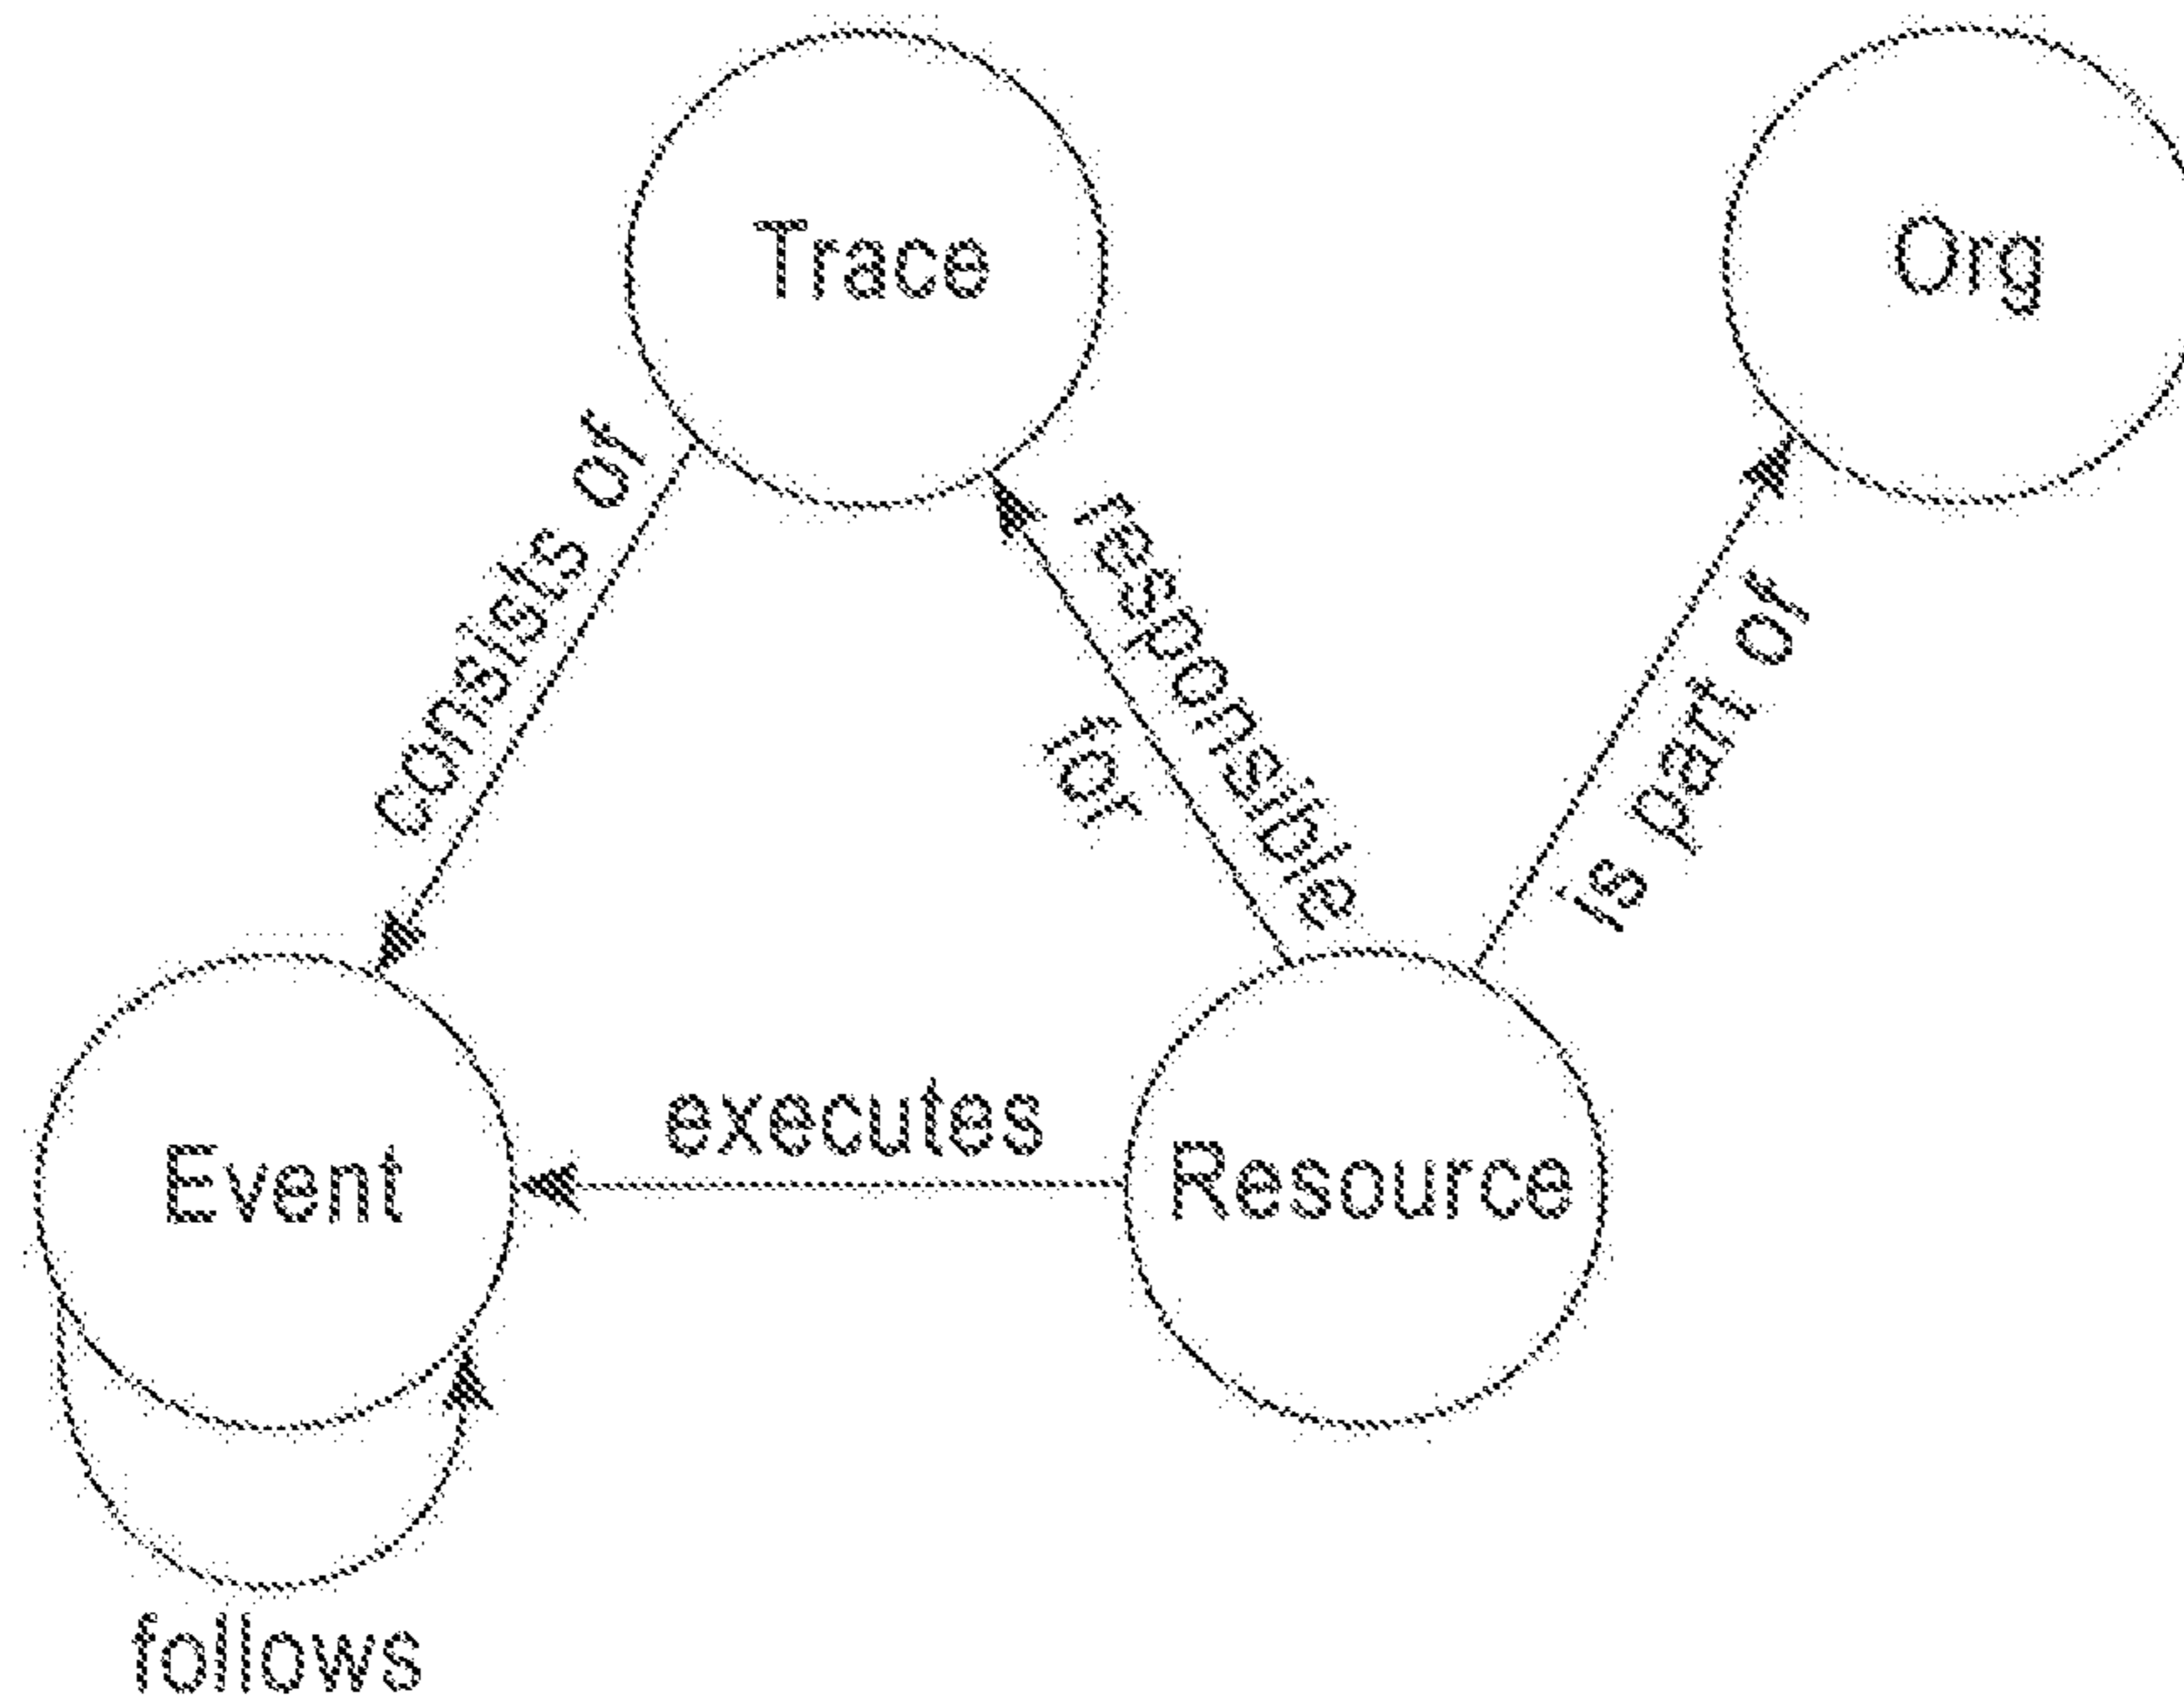 Trace
Org
consists of
responsible
for
is part of
executes
Event
Resource
follows